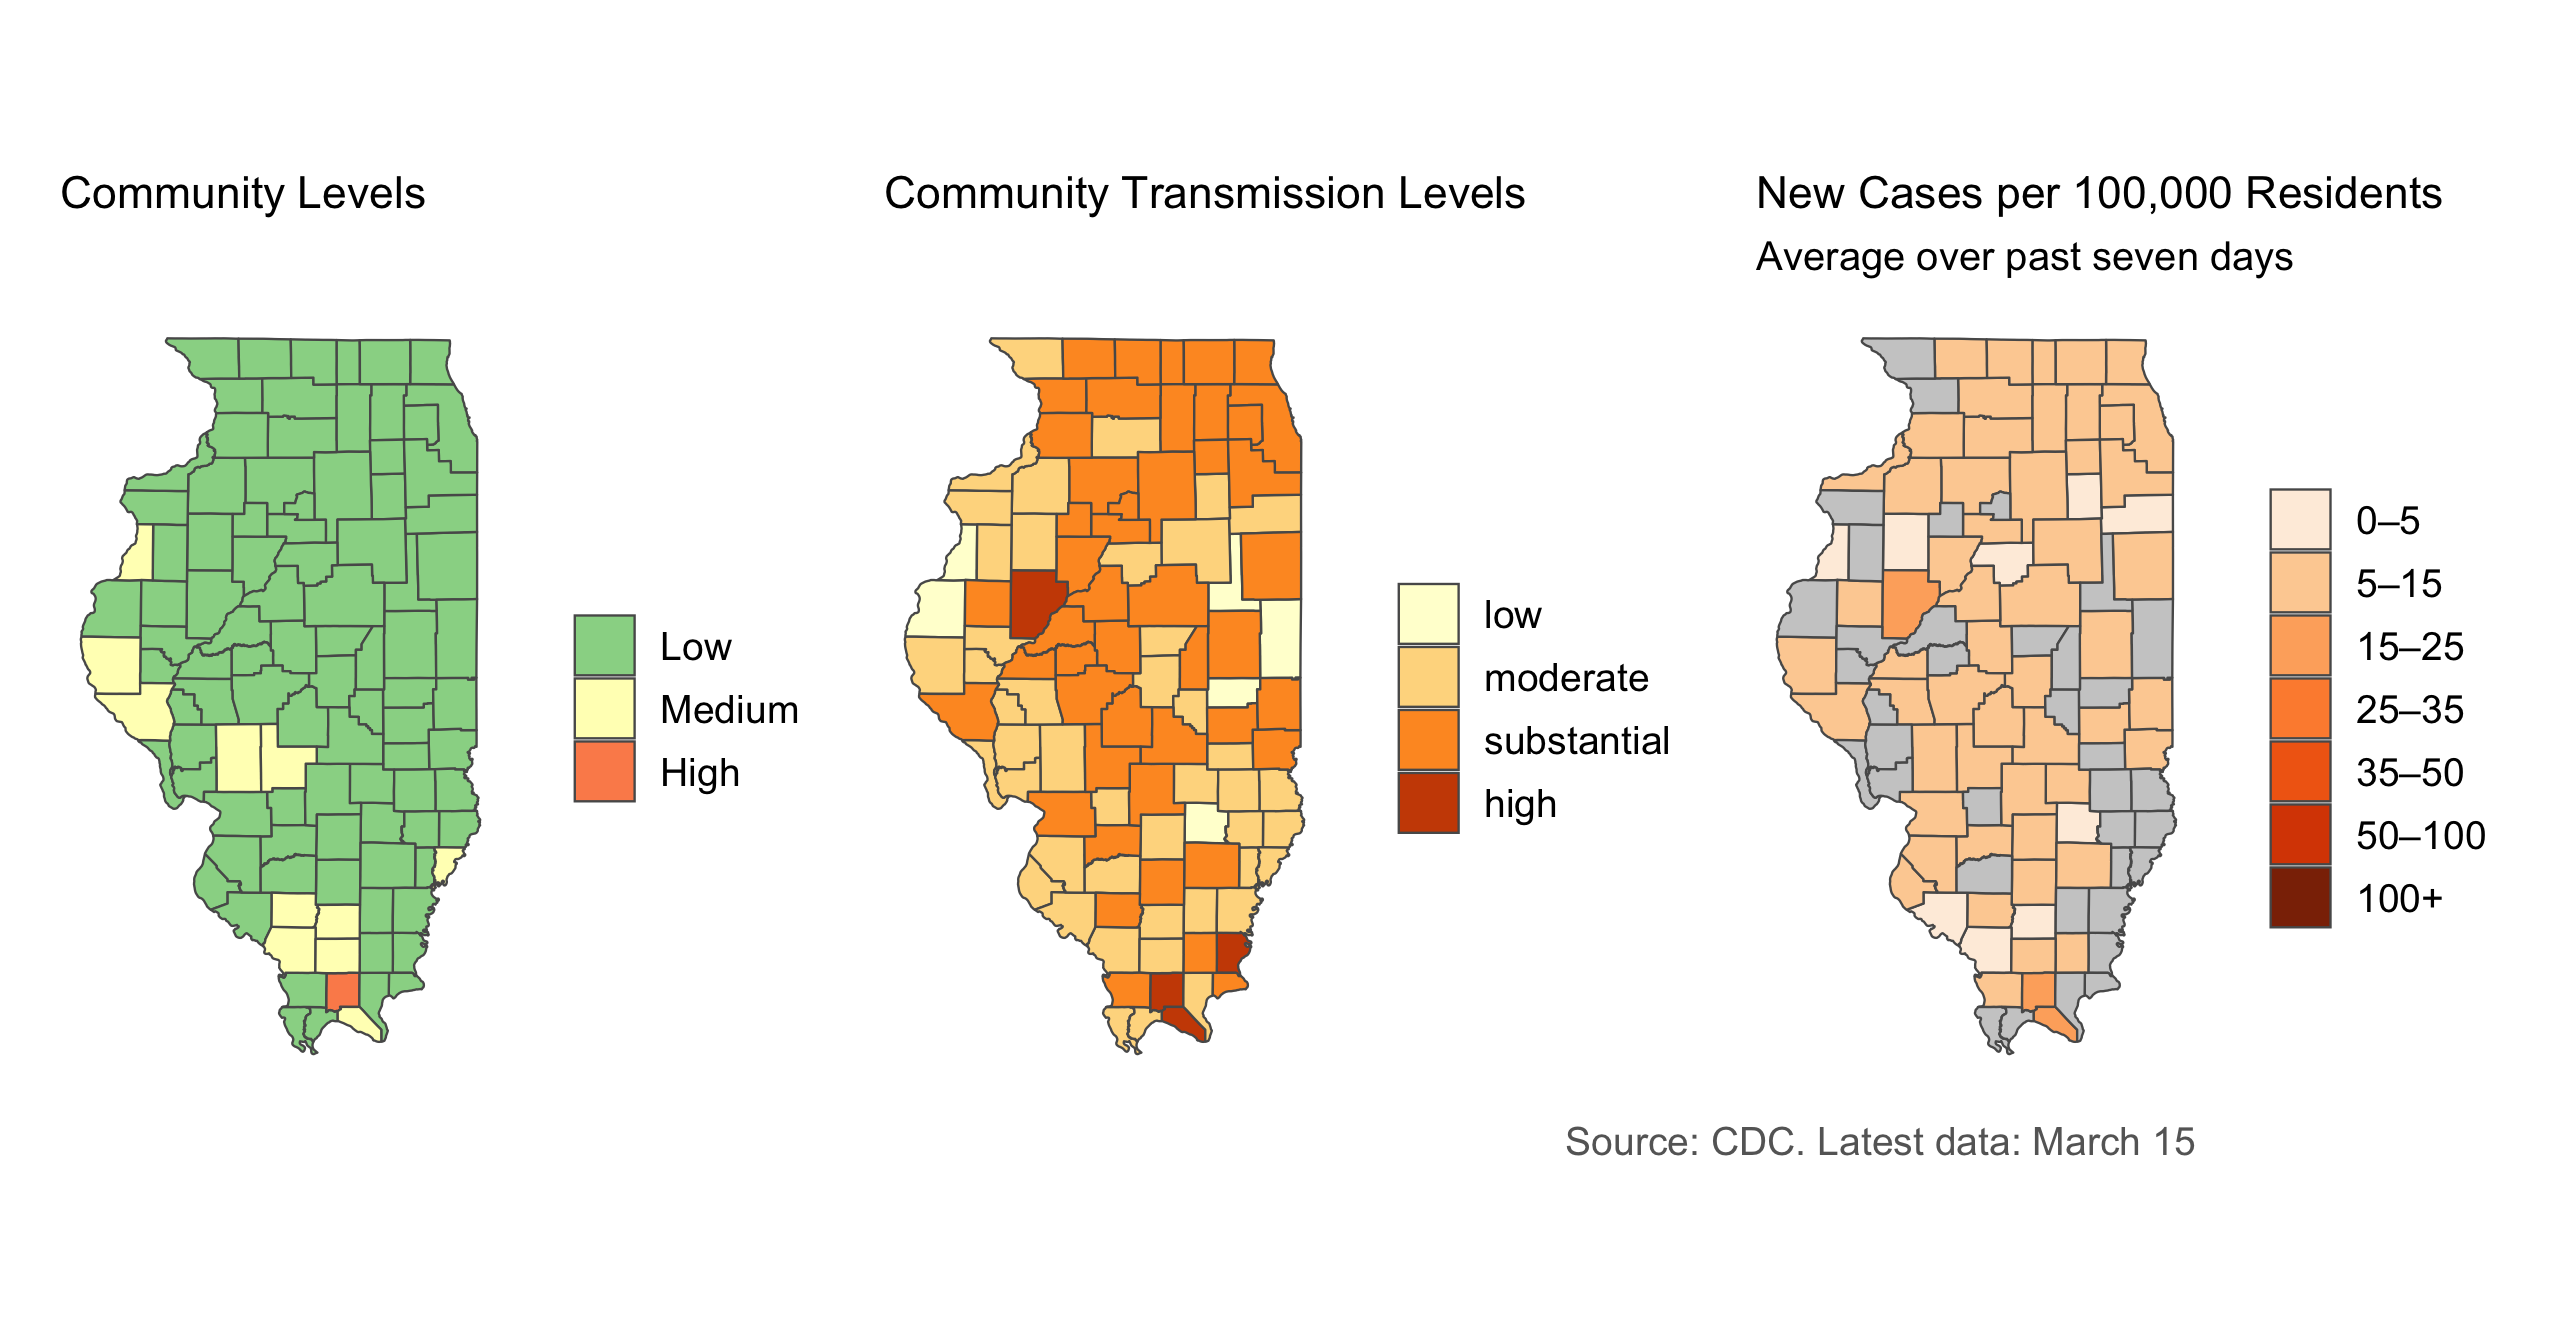 Community Levels
Low
Medium
High
Community Transmission Levels
low
moderate
substantial
high
New Cases per 100,000 Residents
Average over past seven days
0–5
5–15
15–25
25–35
35–50
50–100
100+
Source: CDC. Latest data: March 15